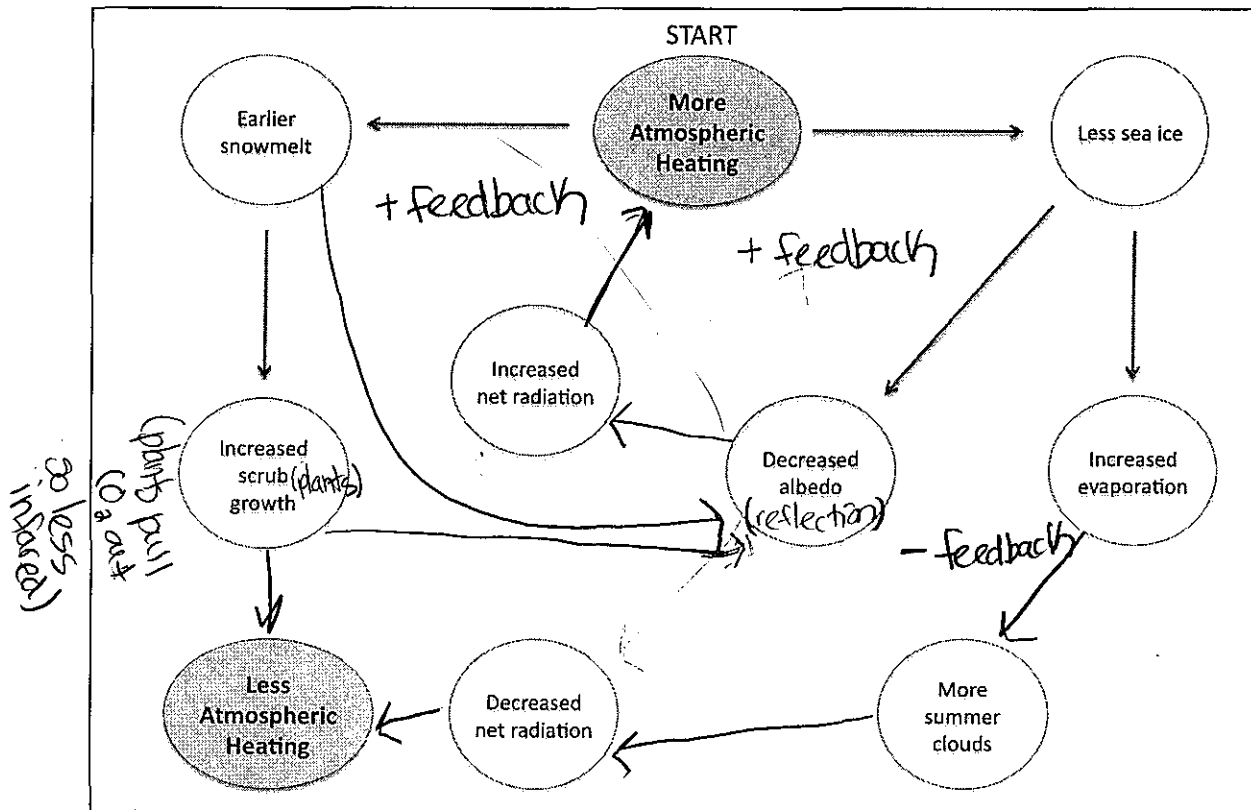 START
Earlier
snowmelt
More
Atmospheric
Heating
Less sea ice
+ feedback
+ feedback
Increased
net radiation
Increased
scrub
growth (plants)
(plants pull
CO2 out
so less
infared)
Decreased
albedo
(reflection)
Increased
evaporation
- feedback
Less
Atmospheric
Heating
Decreased
net radiation
More
summer
clouds